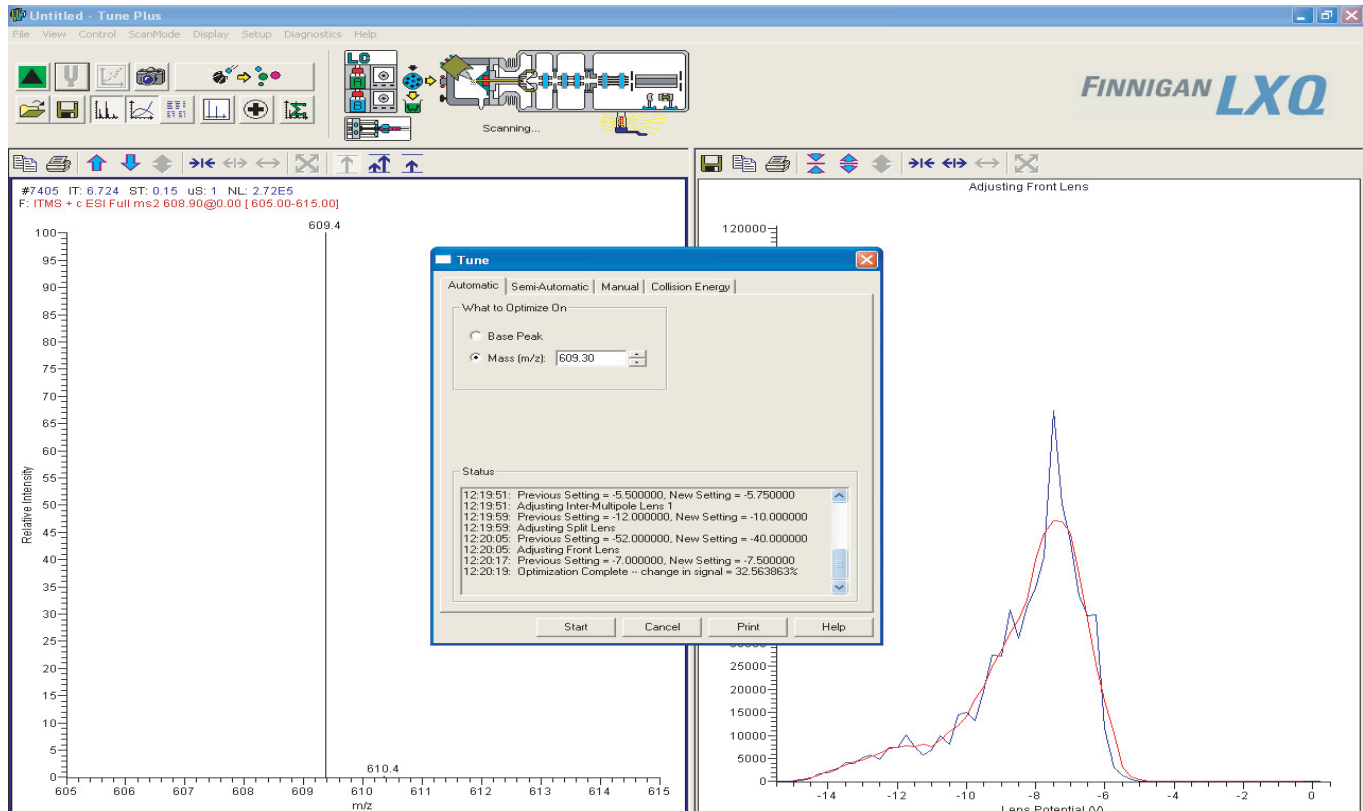 Untitled - Tune Plus
File View Control ScanMode Display Setup Diagnostics Help
LC
A
B
Scanning...
FINNIGAN LXQ
#7405 IT: 6.724 ST: 0.15 uS: 1 NL: 2.72E5
F: ITMS + c ESI Full ms2 608.90@0.00 [ 605.00-615.00]
609.4
100
95
90
85
80
75
70
65
60
55
50
45
40
35
30
25
20
15
10
5
0
Relative Intensity
610.4
605 606 607 608 609 610 611 612 613 614 615
m/z
Tune
Automatic Semi-Automatic Manual Collision Energy
What to Optimize On
Base Peak
Mass (m/z): 609.30
Status
12:19:51: Previous Setting = -5.500000, New Setting = -5.750000
12:19:51: Adjusting Inter-Multipole Lens 1
12:19:59: Previous Setting = -12.000000, New Setting = -10.000000
12:19:59: Adjusting Split Lens
12:20:05: Previous Setting = -52.000000, New Setting = -40.000000
12:20:05: Adjusting Front Lens
12:20:17: Previous Setting = -7.000000, New Setting = -7.500000
12:20:19: Optimization Complete -- change in signal = 32.563863%
Start Cancel Print Help
Adjusting Front Lens
120000
25000
20000
15000
10000
5000
0
-14 -12 -10 -8 -6 -4 -2 0
Lens Potential (V)